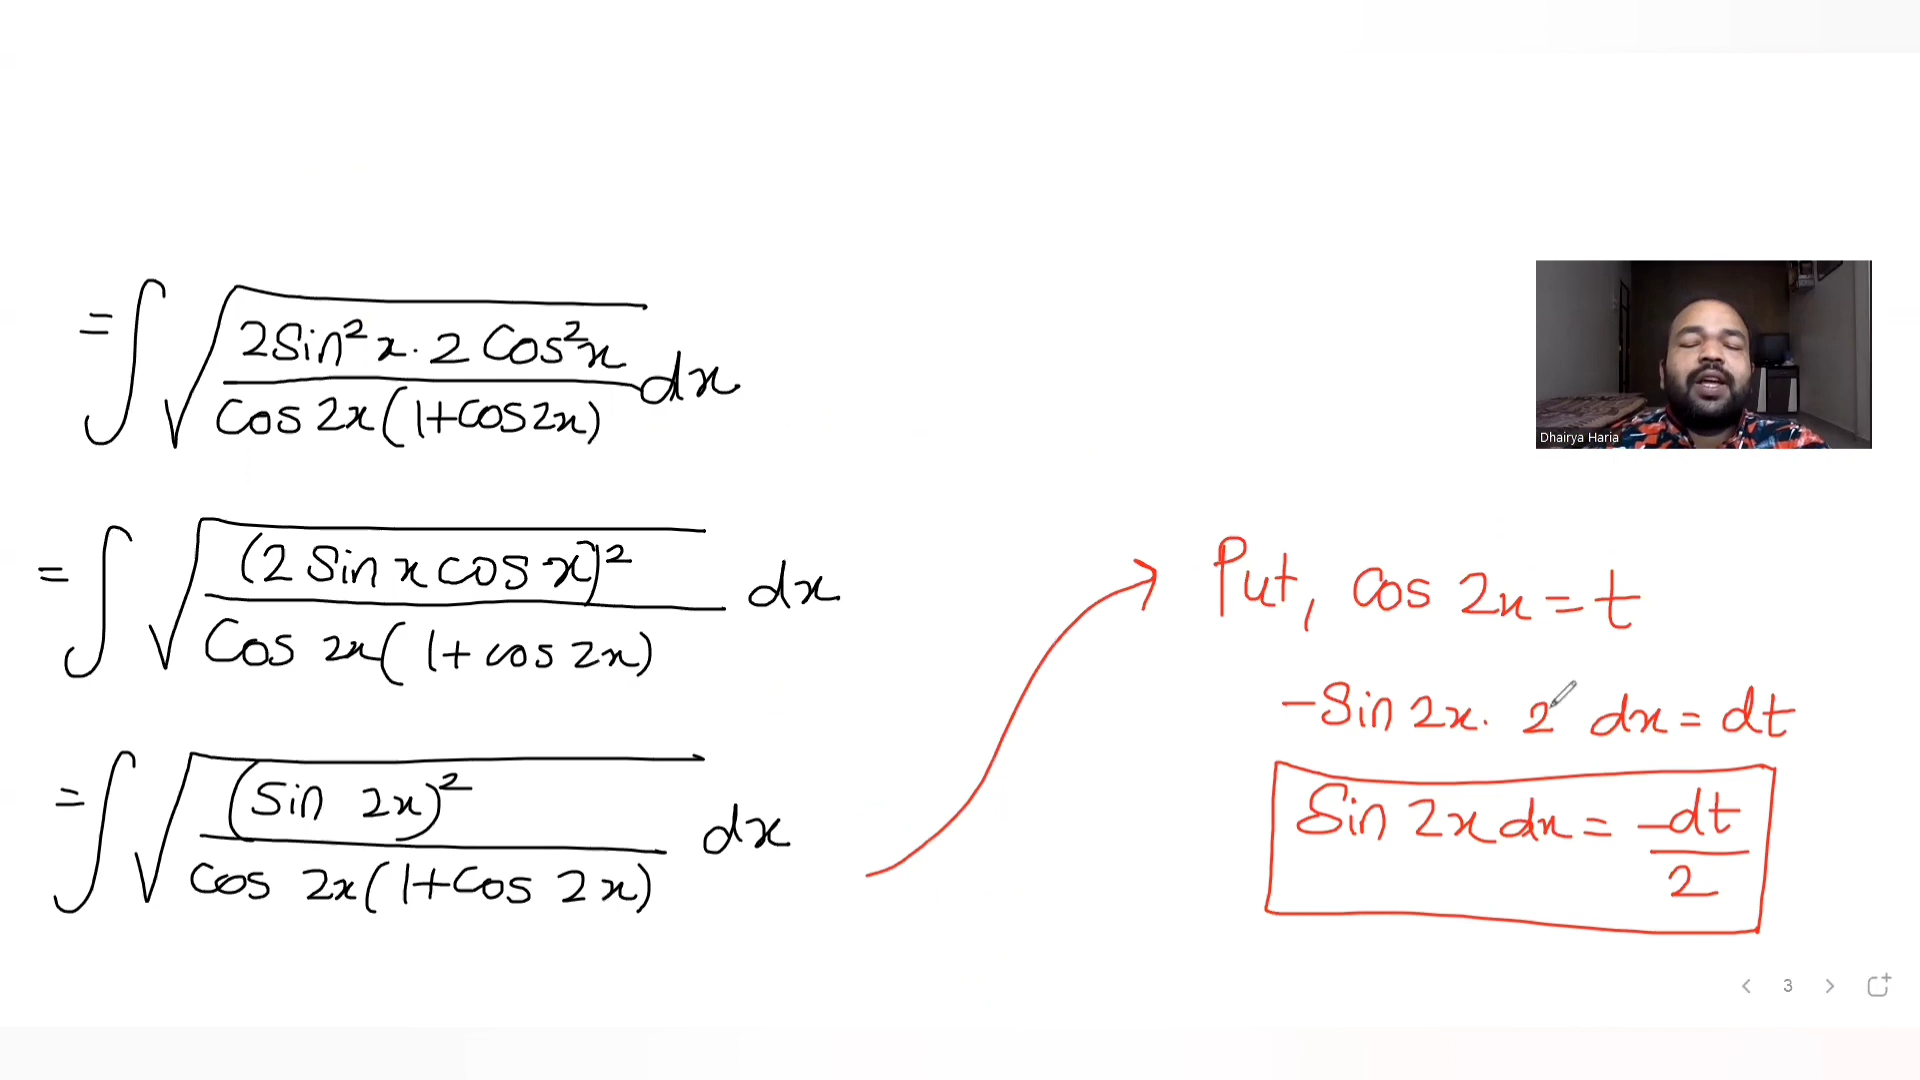 = ∫ √(2Sin²x · 2 Cos²x / Cos 2x (1+cos2x)) dx
Dhairya Haria
= ∫ √((2 Sin x cos x)² / Cos 2x (1 + cos 2x)) dx
Put, Cos 2x = t
-Sin 2x. 2 dx = dt
= ∫ √((Sin 2x)² / Cos 2x (1+Cos 2x)) dx
Sin 2x dx = -dt/2
3